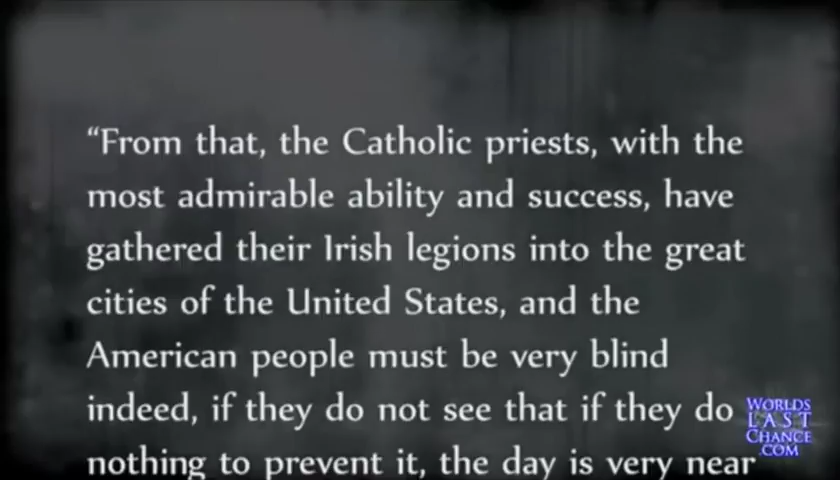 “From that, the Catholic priests, with the
most admirable ability and success, have
gathered their Irish legions into the great
cities of the United States, and the
American people must be very blind
indeed, if they do not see that if they do
nothing to prevent it, the day is very near
WORLDS
LAST
CHANCE
.COM